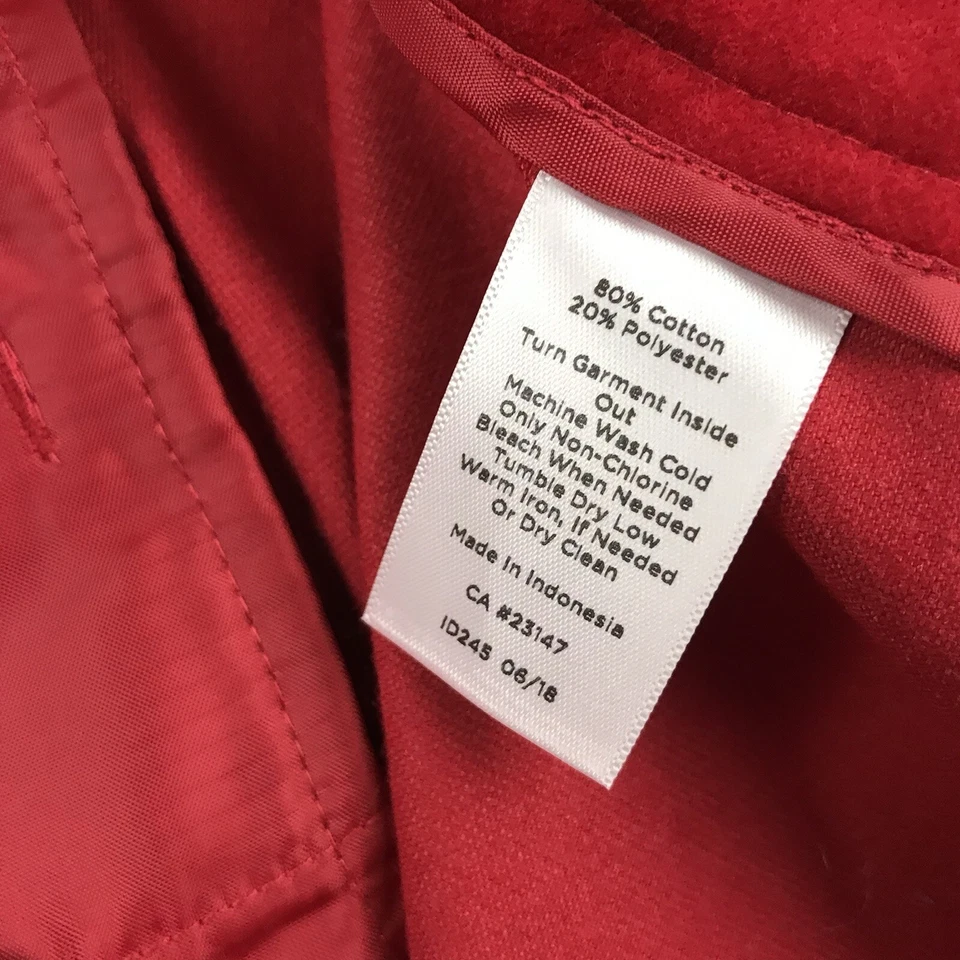 80% Cotton
20% Polyester
Turn Garment Inside
Out
Machine Wash Cold
Only Non-Chlorine
Bleach When Needed
Tumble Dry Low
Warm Iron, If Needed
Or Dry Clean
Made In Indonesia
CA #23147
ID245 06/18